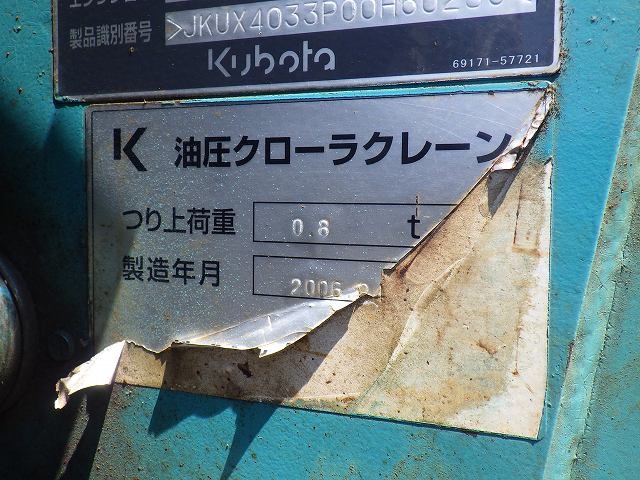 製品識別番号 >JKUX4033P00H60
Kubota 69171-57721
K 油圧クローラクレーン
つり上荷重 0.8 t
製造年月 2006